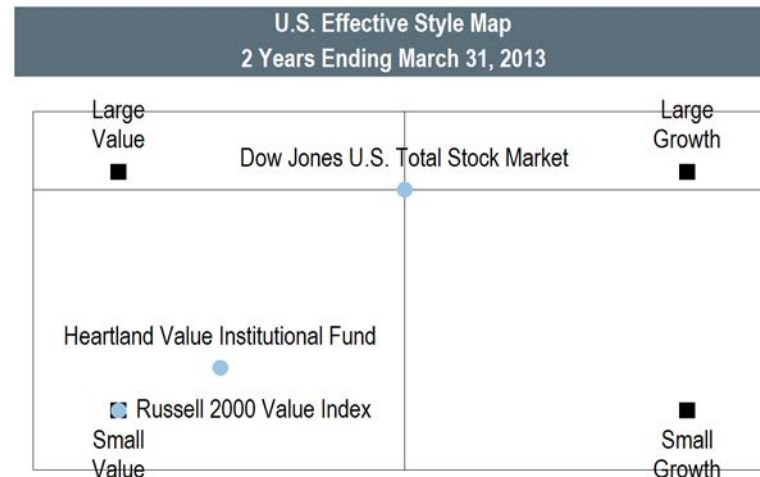 U.S. Effective Style Map
2 Years Ending March 31, 2013
Large
Value
Large
Growth
Dow Jones U.S. Total Stock Market
Heartland Value Institutional Fund
Russell 2000 Value Index
Small
Value
Small
Growth